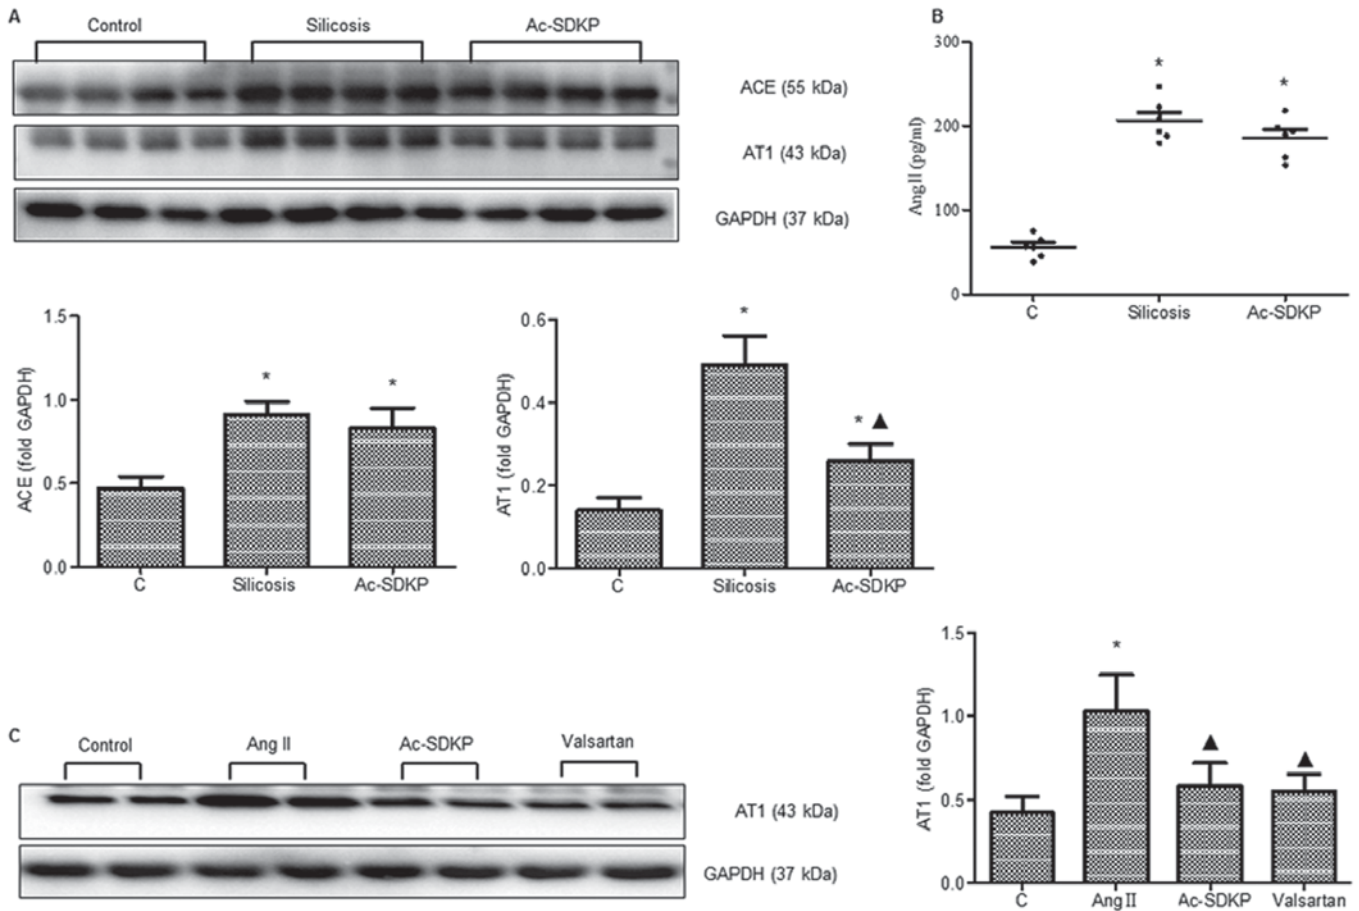 A
Control Silicosis Ac-SDKP
ACE (55 kDa)
AT1 (43 kDa)
GAPDH (37 kDa)
B
300
200
100
0
Ang II (pg/ml)
* *
C Silicosis Ac-SDKP
1.5
1.0
0.5
0.0
ACE (fold GAPDH)
* *
C Silicosis Ac-SDKP
0.6
0.4
0.2
0.0
AT1 (fold GAPDH)
*
* ▲
C Silicosis Ac-SDKP
C
Control Ang II Ac-SDKP Valsartan
AT1 (43 kDa)
GAPDH (37 kDa)
1.5
1.0
0.5
0.0
AT1 (fold GAPDH)
*
▲ ▲
C Ang II Ac-SDKP Valsartan